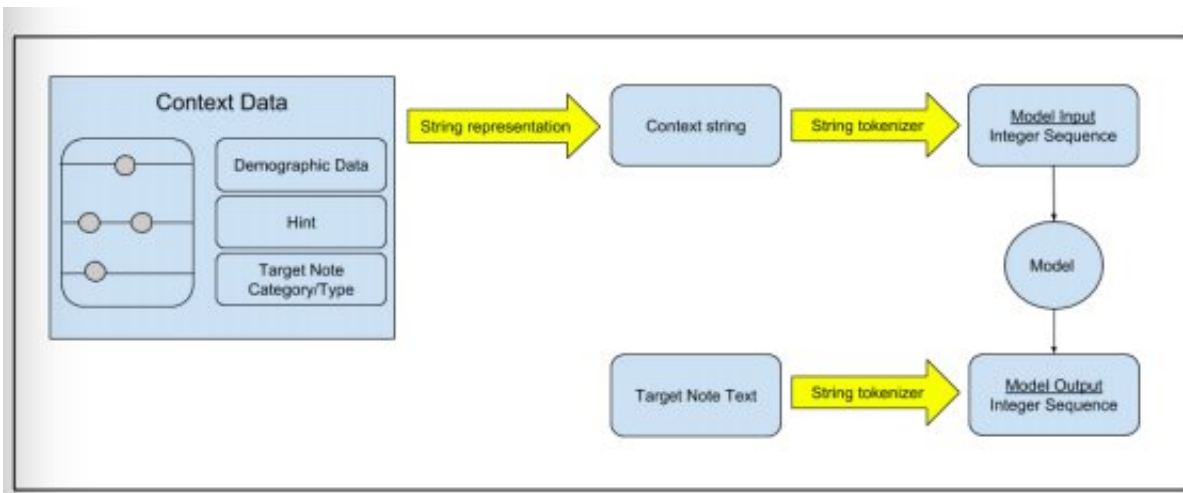 Context Data
Demographic Data
Hint
Target Note
Category/Type
String representation
Context string
String tokenizer
Model Input
Integer Sequence
Model
Target Note Text
String tokenizer
Model Output
Integer Sequence